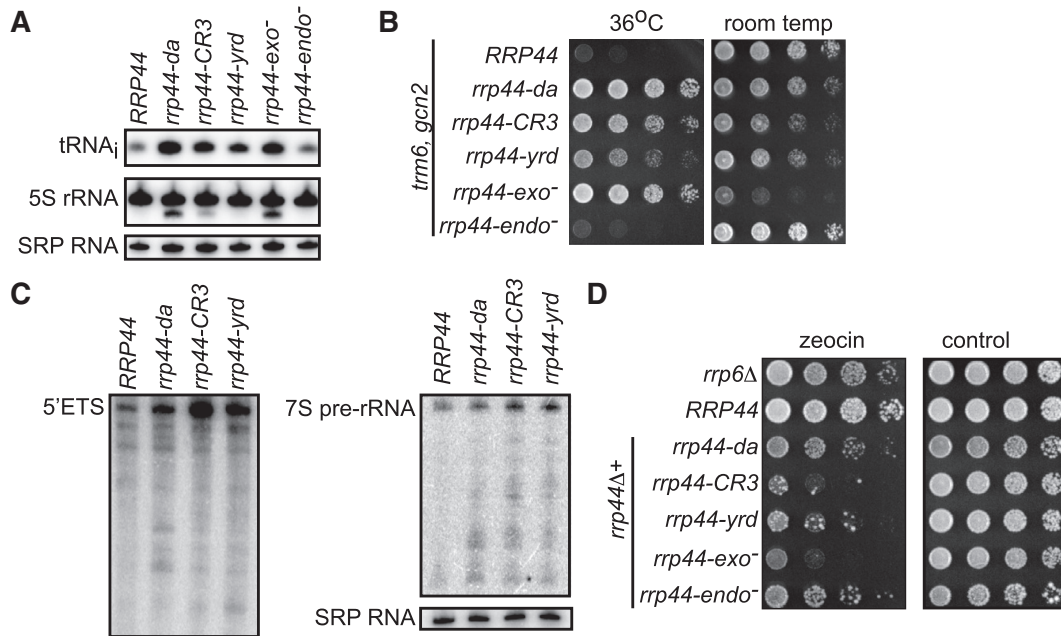 A
RRP44
rrp44-da
rrp44-CR3
rrp44-yrd
rrp44-exo-
rrp44-endo-
tRNAi
5S rRNA
SRP RNA
B
36oC room temp
trm6, gcn2
RRP44
rrp44-da
rrp44-CR3
rrp44-yrd
rrp44-exo-
rrp44-endo-
C
RRP44
rrp44-da
rrp44-CR3
rrp44-yrd
5'ETS
RRP44
rrp44-da
rrp44-CR3
rrp44-yrd
7S pre-rRNA
SRP RNA
D
zeocin control
rrp6Δ
RRP44
rrp44Δ+
rrp44-da
rrp44-CR3
rrp44-yrd
rrp44-exo-
rrp44-endo-